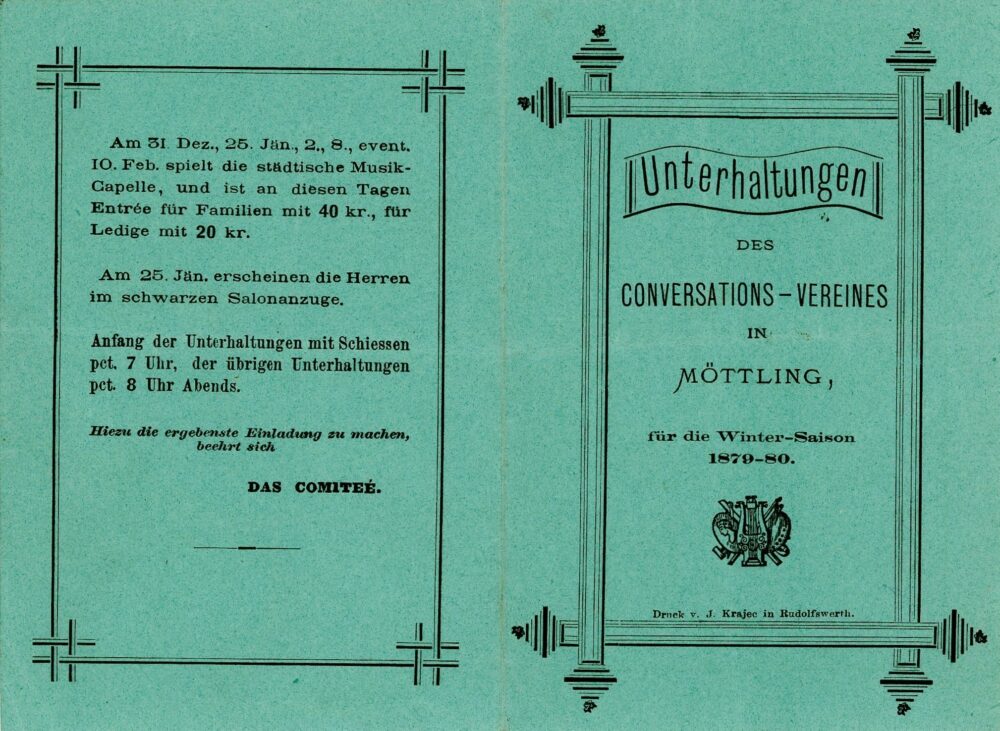 Am 31. Dez., 25. Jän., 2., 8., event.
10. Feb. spielt die städtische Musik-
Capelle, und ist an diesen Tagen
Entrée für Familien mit 40 kr., für
Ledige mit 20 kr.
Am 25. Jän. erscheinen die Herren
im schwarzen Salonanzuge.
Anfang der Unterhaltungen mit Schiessen
pct. 7 Uhr, der übrigen Unterhaltungen
pct. 8 Uhr Abends.
Hiezu die ergebenste Einladung zu machen,
beehrt sich
DAS COMITEÉ.
Unterhaltungen
DES
CONVERSATIONS-VEREINES
IN
MÖTTLING,
für die Winter-Saison
1879-80.
Druck v. J. Krajec in Rudolfswerth.